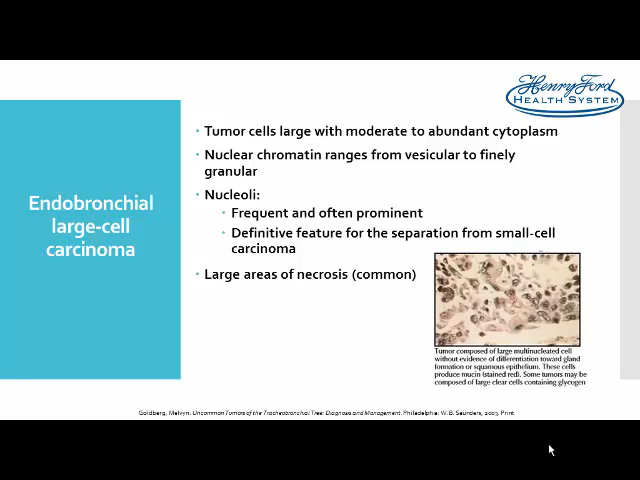 Henry Ford
HEALTH SYSTEM
Endobronchial
large-cell
carcinoma
• Tumor cells large with moderate to abundant cytoplasm
• Nuclear chromatin ranges from vesicular to finely
granular
• Nucleoli:
• Frequent and often prominent
• Definitive feature for the separation from small-cell
carcinoma
• Large areas of necrosis (common)
Tumor composed of large multinucleated cell
without evidence of differentiation toward gland
formation or squamous epithelium. These cells
produce mucin (stained red). Some tumors may be
composed of large clear cells containing glycogen
Goldberg, Melvyn. Uncommon Tumors of the Tracheobronchial Tree: Diagnosis and Management. Philadelphia: W.B. Saunders, 2003. Print